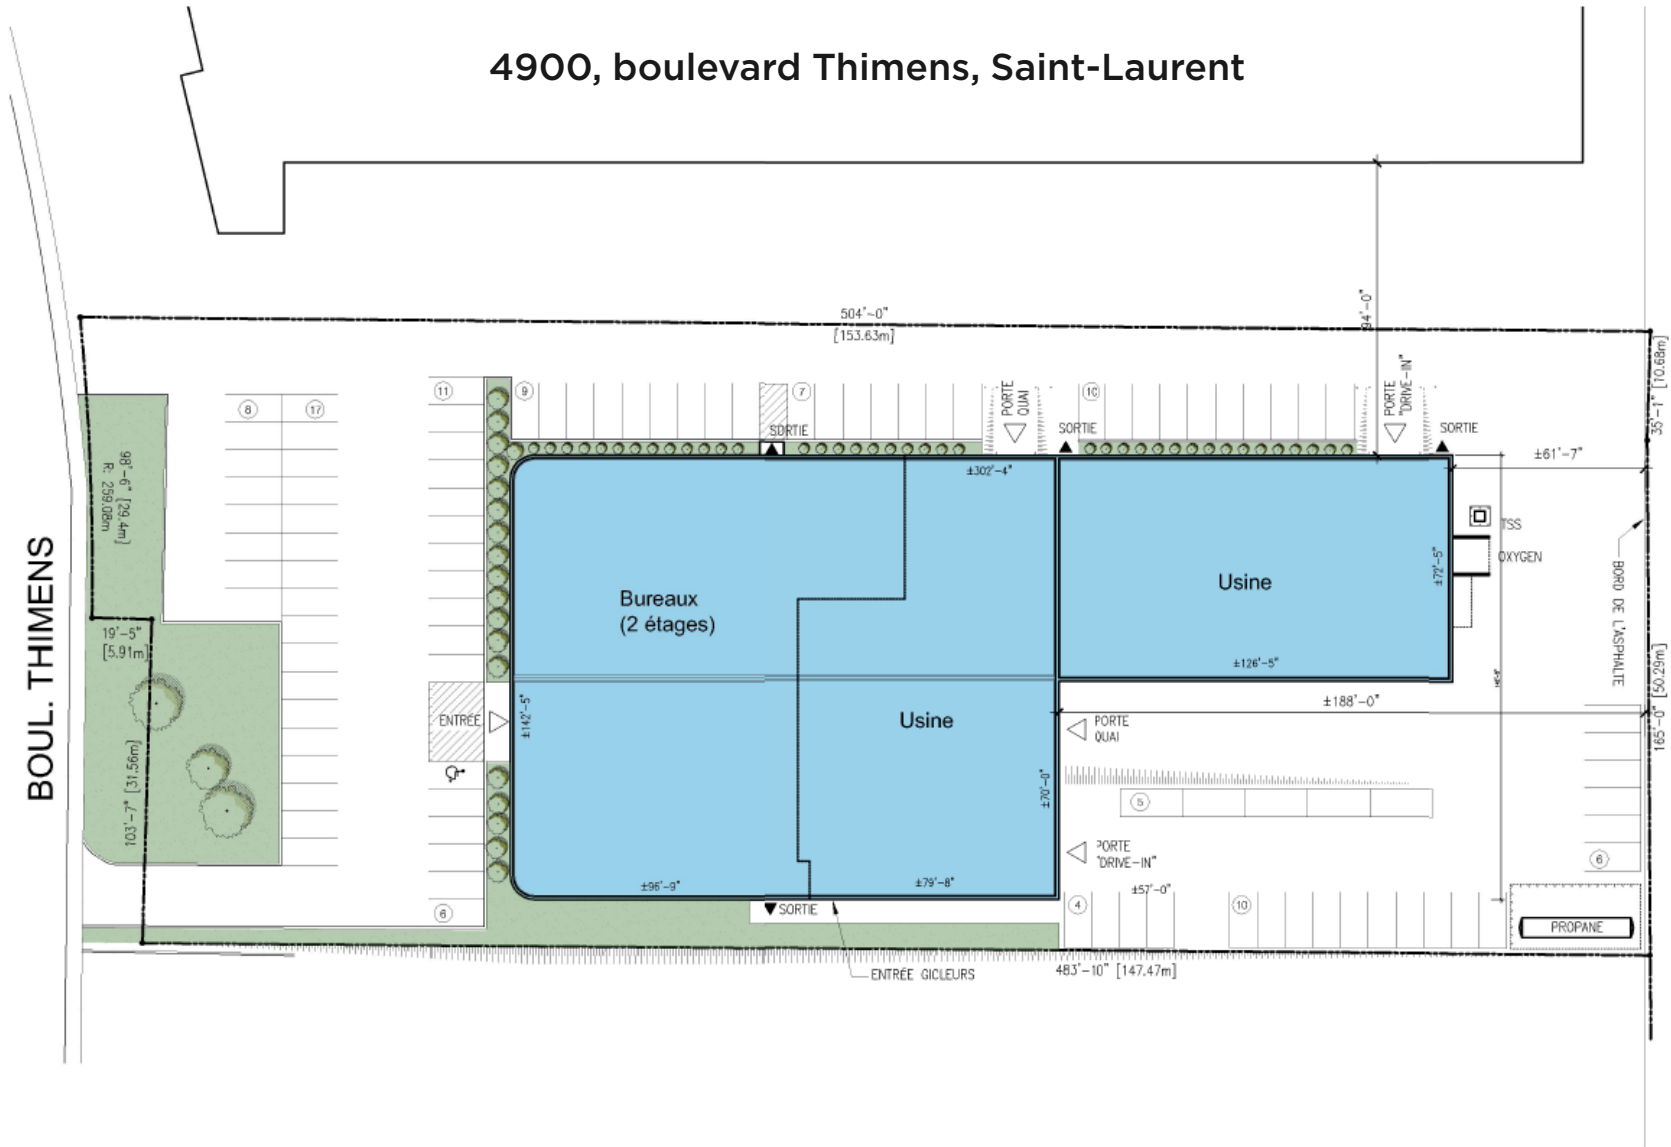 4900, boulevard Thimens, Saint-Laurent
504'-0"
[153.63m]
94'-0"
35'-1" [10.68m]
8
17
11
9
7
PORTE
QUAI
10
PORTE
"DRIVE-IN"
SORTIE
SORTIE
SORTIE
±302'-4"
±61'-7"
98'-6" [29.4m]
R: 259.08m
TSS
OXYGEN
±72'-5"
BORD DE L'ASPHALTE
Bureaux
(2 étages)
Usine
BOUL. THIMENS
19'-5"
[5.91m]
±126'-5"
±188'-0"
165'-0" [50.29m]
ENTRÉE
±142'-5"
Usine
PORTE
QUAI
103'-7" [31.56m]
±70'-0"
5
PORTE
"DRIVE-IN"
6
±96'-9"
±79'-8"
±57'-0"
6
SORTIE
4
10
PROPANE
ENTRÉE GICLEURS
483'-10" [147.47m]